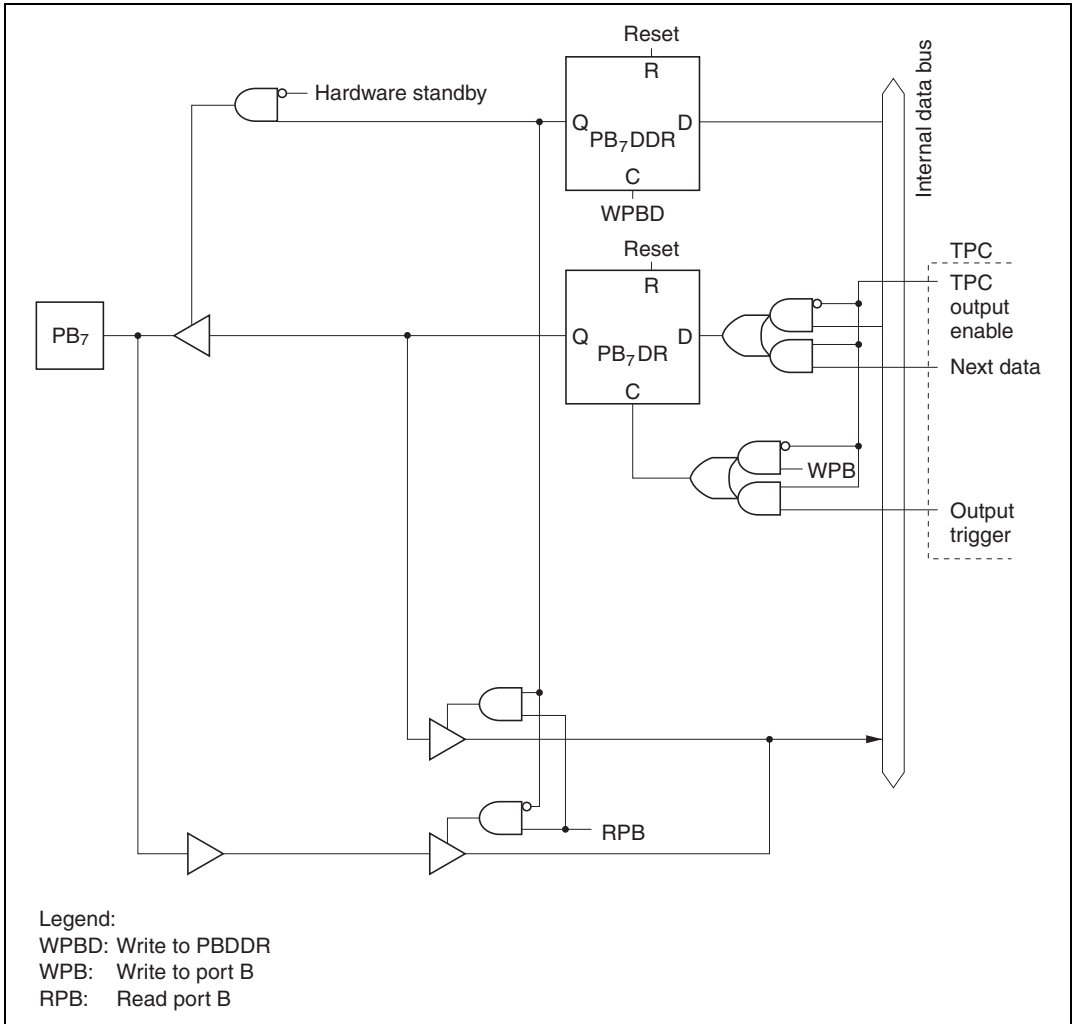 Reset
R
Hardware standby
Q
D
PB₇DDR
C
WPBD
Internal data bus
Reset
R
TPC
TPC
output
enable
PB₇
Q
D
PB₇DR
C
Next data
WPB
Output
trigger
RPB
Legend:
WPBD: Write to PBDDR
WPB: Write to port B
RPB: Read port B